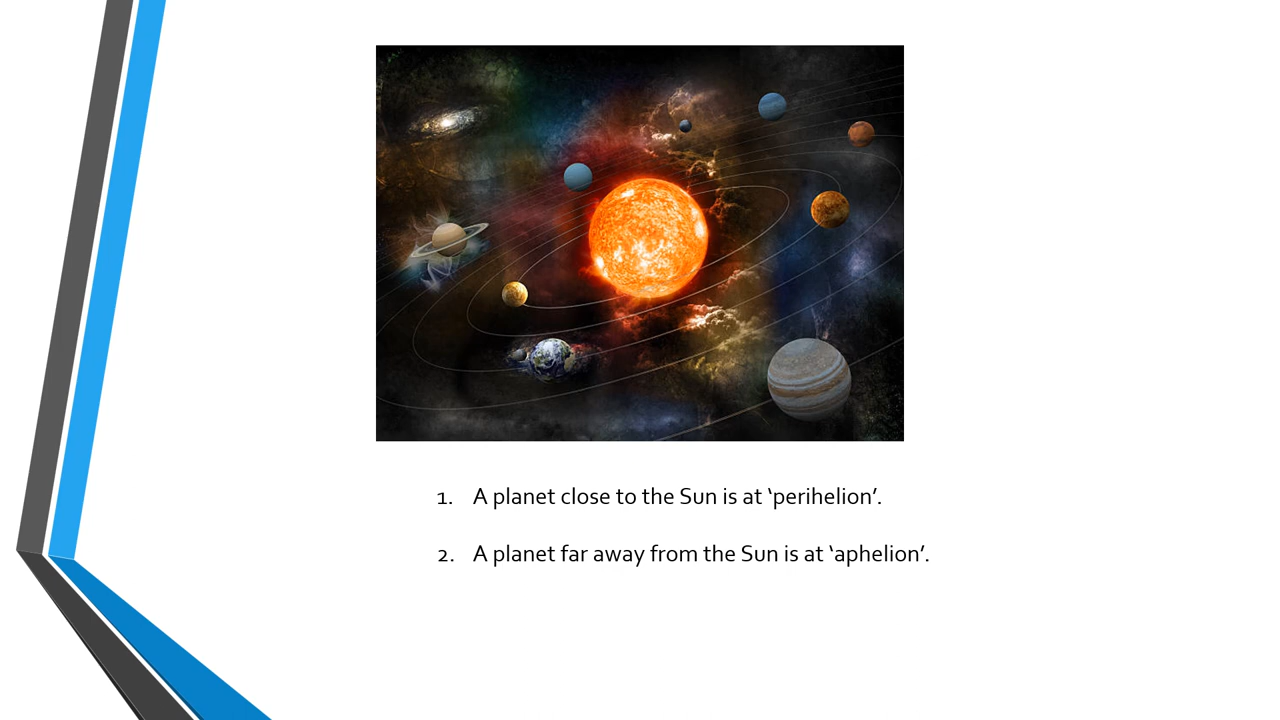 1. A planet close to the Sun is at ‘perihelion’.
2. A planet far away from the Sun is at ‘aphelion’.